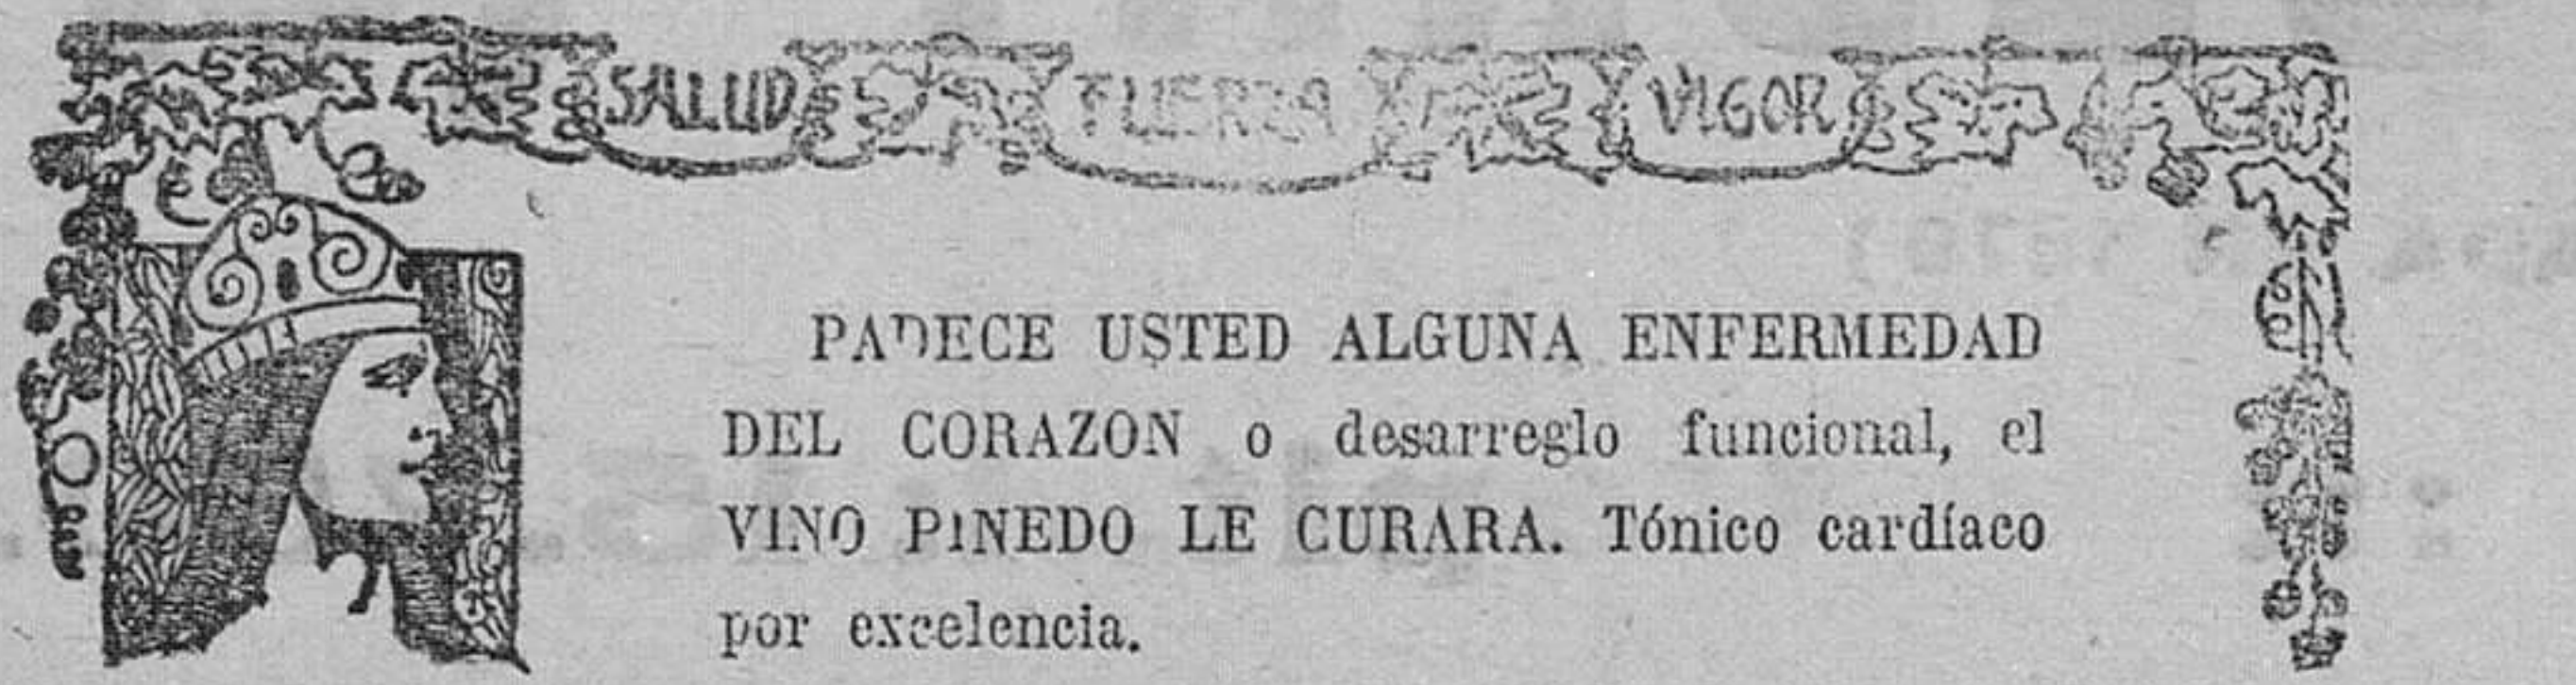 SALUD FUERZA VIGOR
PADECE USTED ALGUNA ENFERMEDAD
DEL CORAZON o desarreglo funcional, el
VINO PINEDO LE CURARA. Tónico cardíaco
por excelencia.